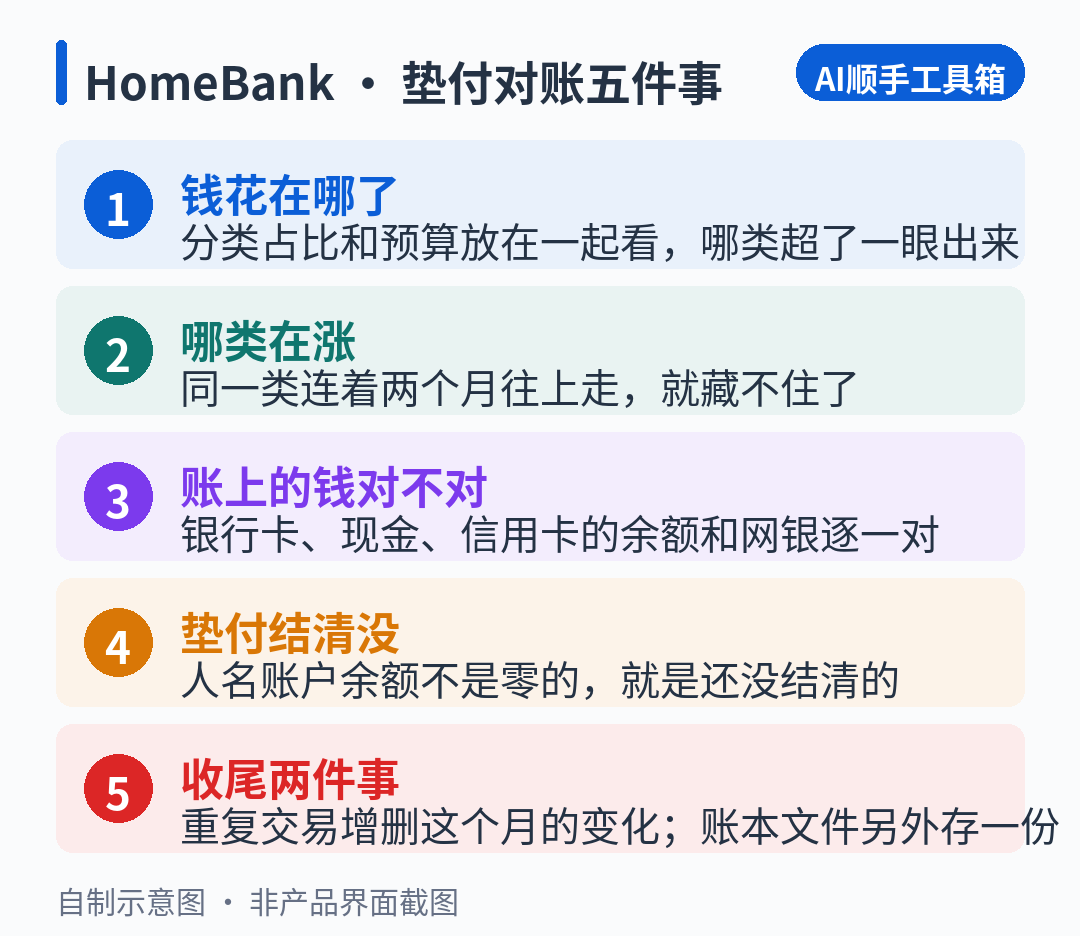 HomeBank · 垫付对账五件事
AI顺手工具箱
1
钱花在哪了
分类占比和预算放在一起看，哪类超了一眼出来
2
哪类在涨
同一类连着两个月往上走，就藏不住了
3
账上的钱对不对
银行卡、现金、信用卡的余额和网银逐一对
4
垫付结清没
人名账户余额不是零的，就是还没结清的
5
收尾两件事
重复交易增删这个月的变化；账本文件另外存一份
自制示意图 · 非产品界面截图